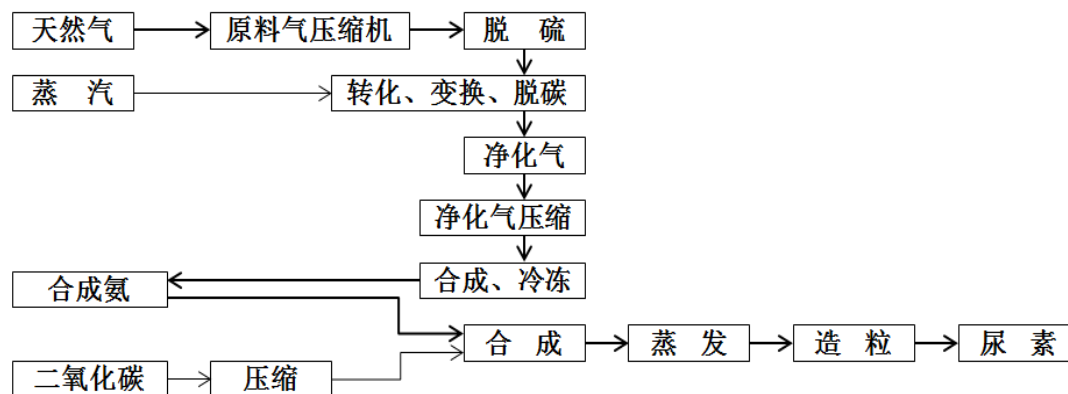 天然气 原料气压缩机 脱 硫
蒸 汽 转化、变换、脱碳
净化气
净化气压缩
合成、冷冻
合成氨
合 成 蒸 发 造 粒 尿 素
二氧化碳 压缩